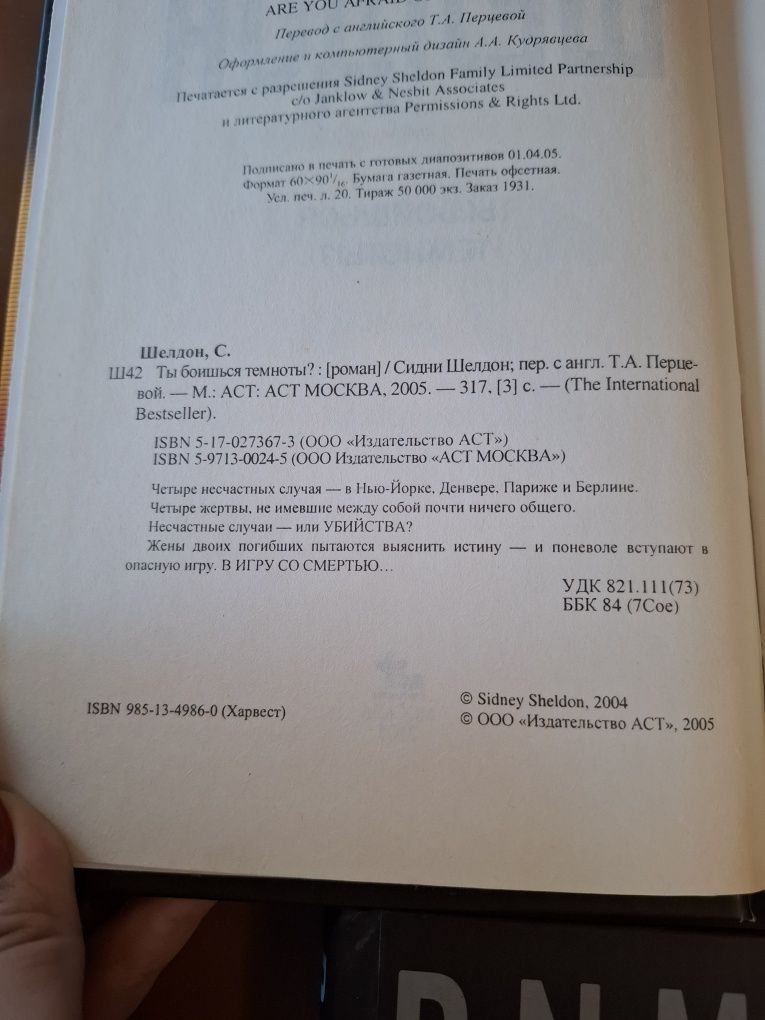 ARE YOU AFRAID
Перевод с английского Т.А. Перцевой
Оформление и компьютерный дизайн А.А. Кудрявцева
Печатается с разрешения Sidney Sheldon Family Limited Partnership
c/o Janklow & Nesbit Associates
и литературного агентства Permissions & Rights Ltd.
Подписано в печать с готовых диапозитивов 01.04.05.
Формат 60×90 1/16. Бумага газетная. Печать офсетная.
Усл. печ. л. 20. Тираж 50 000 экз. Заказ 1931.
Шелдон, С.
Ш42 Ты боишься темноты? : [роман] / Сидни Шелдон; пер. с англ. Т.А. Перце-
вой. — М.: АСТ: АСТ МОСКВА, 2005. — 317, [3] с. — (The International
Bestseller).
ISBN 5-17-027367-3 (ООО «Издательство АСТ»)
ISBN 5-9713-0024-5 (ООО Издательство «АСТ МОСКВА»)
Четыре несчастных случая — в Нью-Йорке, Денвере, Париже и Берлине.
Четыре жертвы, не имевшие между собой почти ничего общего.
Несчастные случаи — или УБИЙСТВА?
Жены двоих погибших пытаются выяснить истину — и поневоле вступают в
опасную игру. В ИГРУ СО СМЕРТЬЮ...
УДК 821.111(73)
ББК 84 (7Сое)
ISBN 985-13-4986-0 (Харвест)
© Sidney Sheldon, 2004
© ООО «Издательство АСТ», 2005